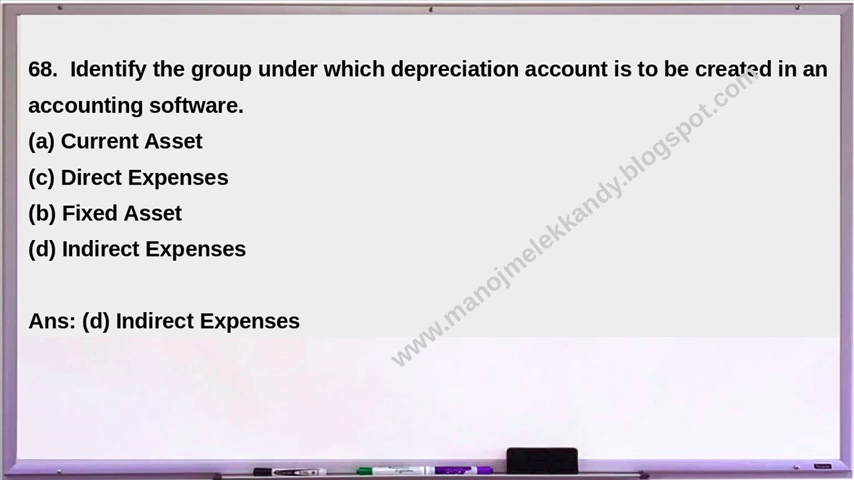 68.  Identify the group under which depreciation account is to be created in an
accounting software.
(a) Current Asset
(c) Direct Expenses
(b) Fixed Asset
(d) Indirect Expenses
Ans: (d) Indirect Expenses
www.manojmelekkandy.blogspot.com